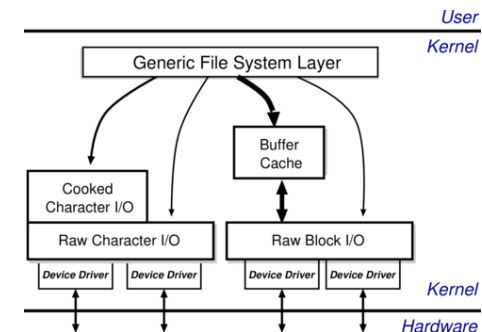 User
Kernel
Generic File System Layer
Buffer
Cache
Cooked
Character I/O
Raw Character I/O
Raw Block I/O
Device Driver
Device Driver
Device Driver
Device Driver
Kernel
Hardware